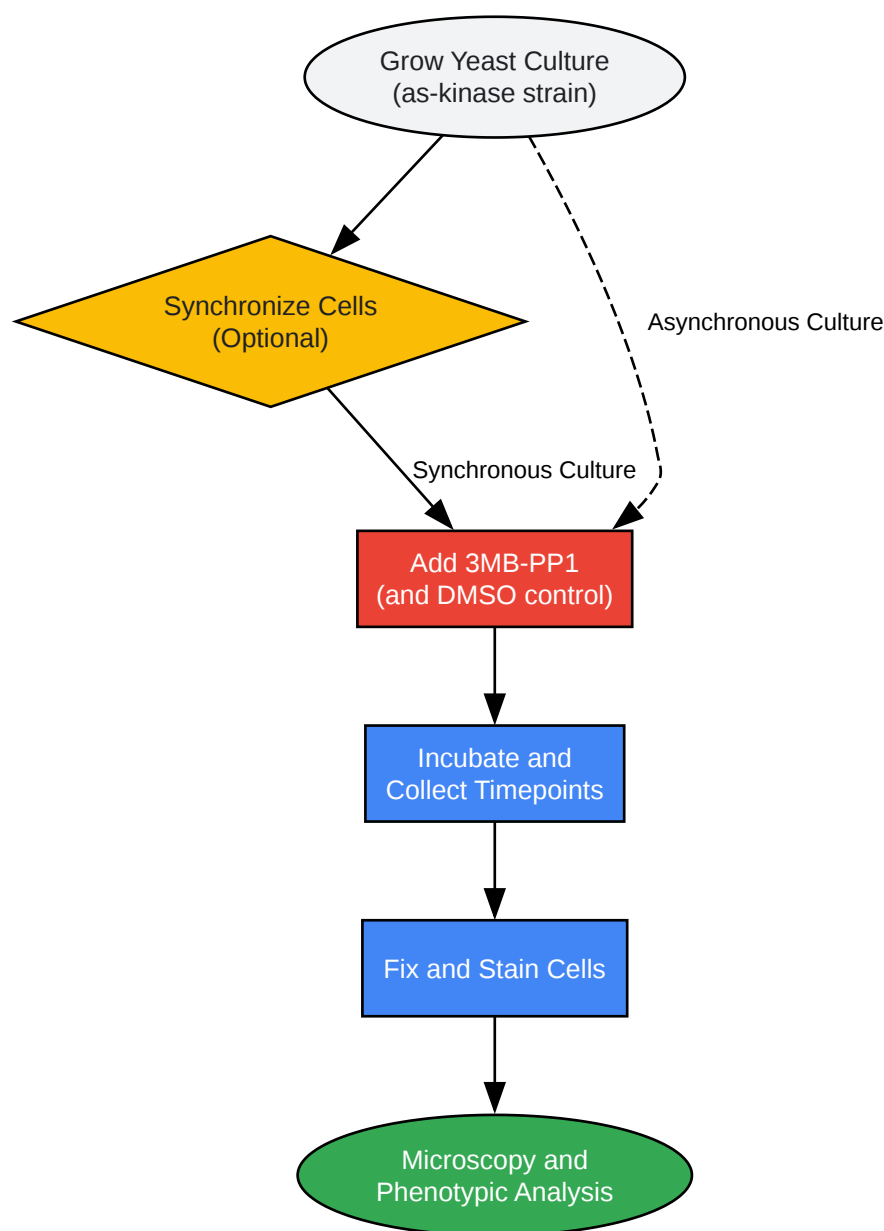 Grow Yeast Culture
(as-kinase strain)
Synchronize Cells
(Optional)
Asynchronous Culture
Synchronous Culture
Add 3MB-PP1
(and DMSO control)
Incubate and
Collect Timepoints
Fix and Stain Cells
Microscopy and
Phenotypic Analysis